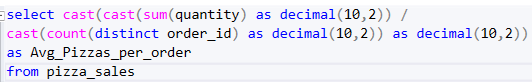 select cast(cast(sum(quantity) as decimal(10,2)) /
cast(count(distinct order_id) as decimal(10,2)) as decimal(10,2))
as Avg_Pizzas_per_order
from pizza_sales